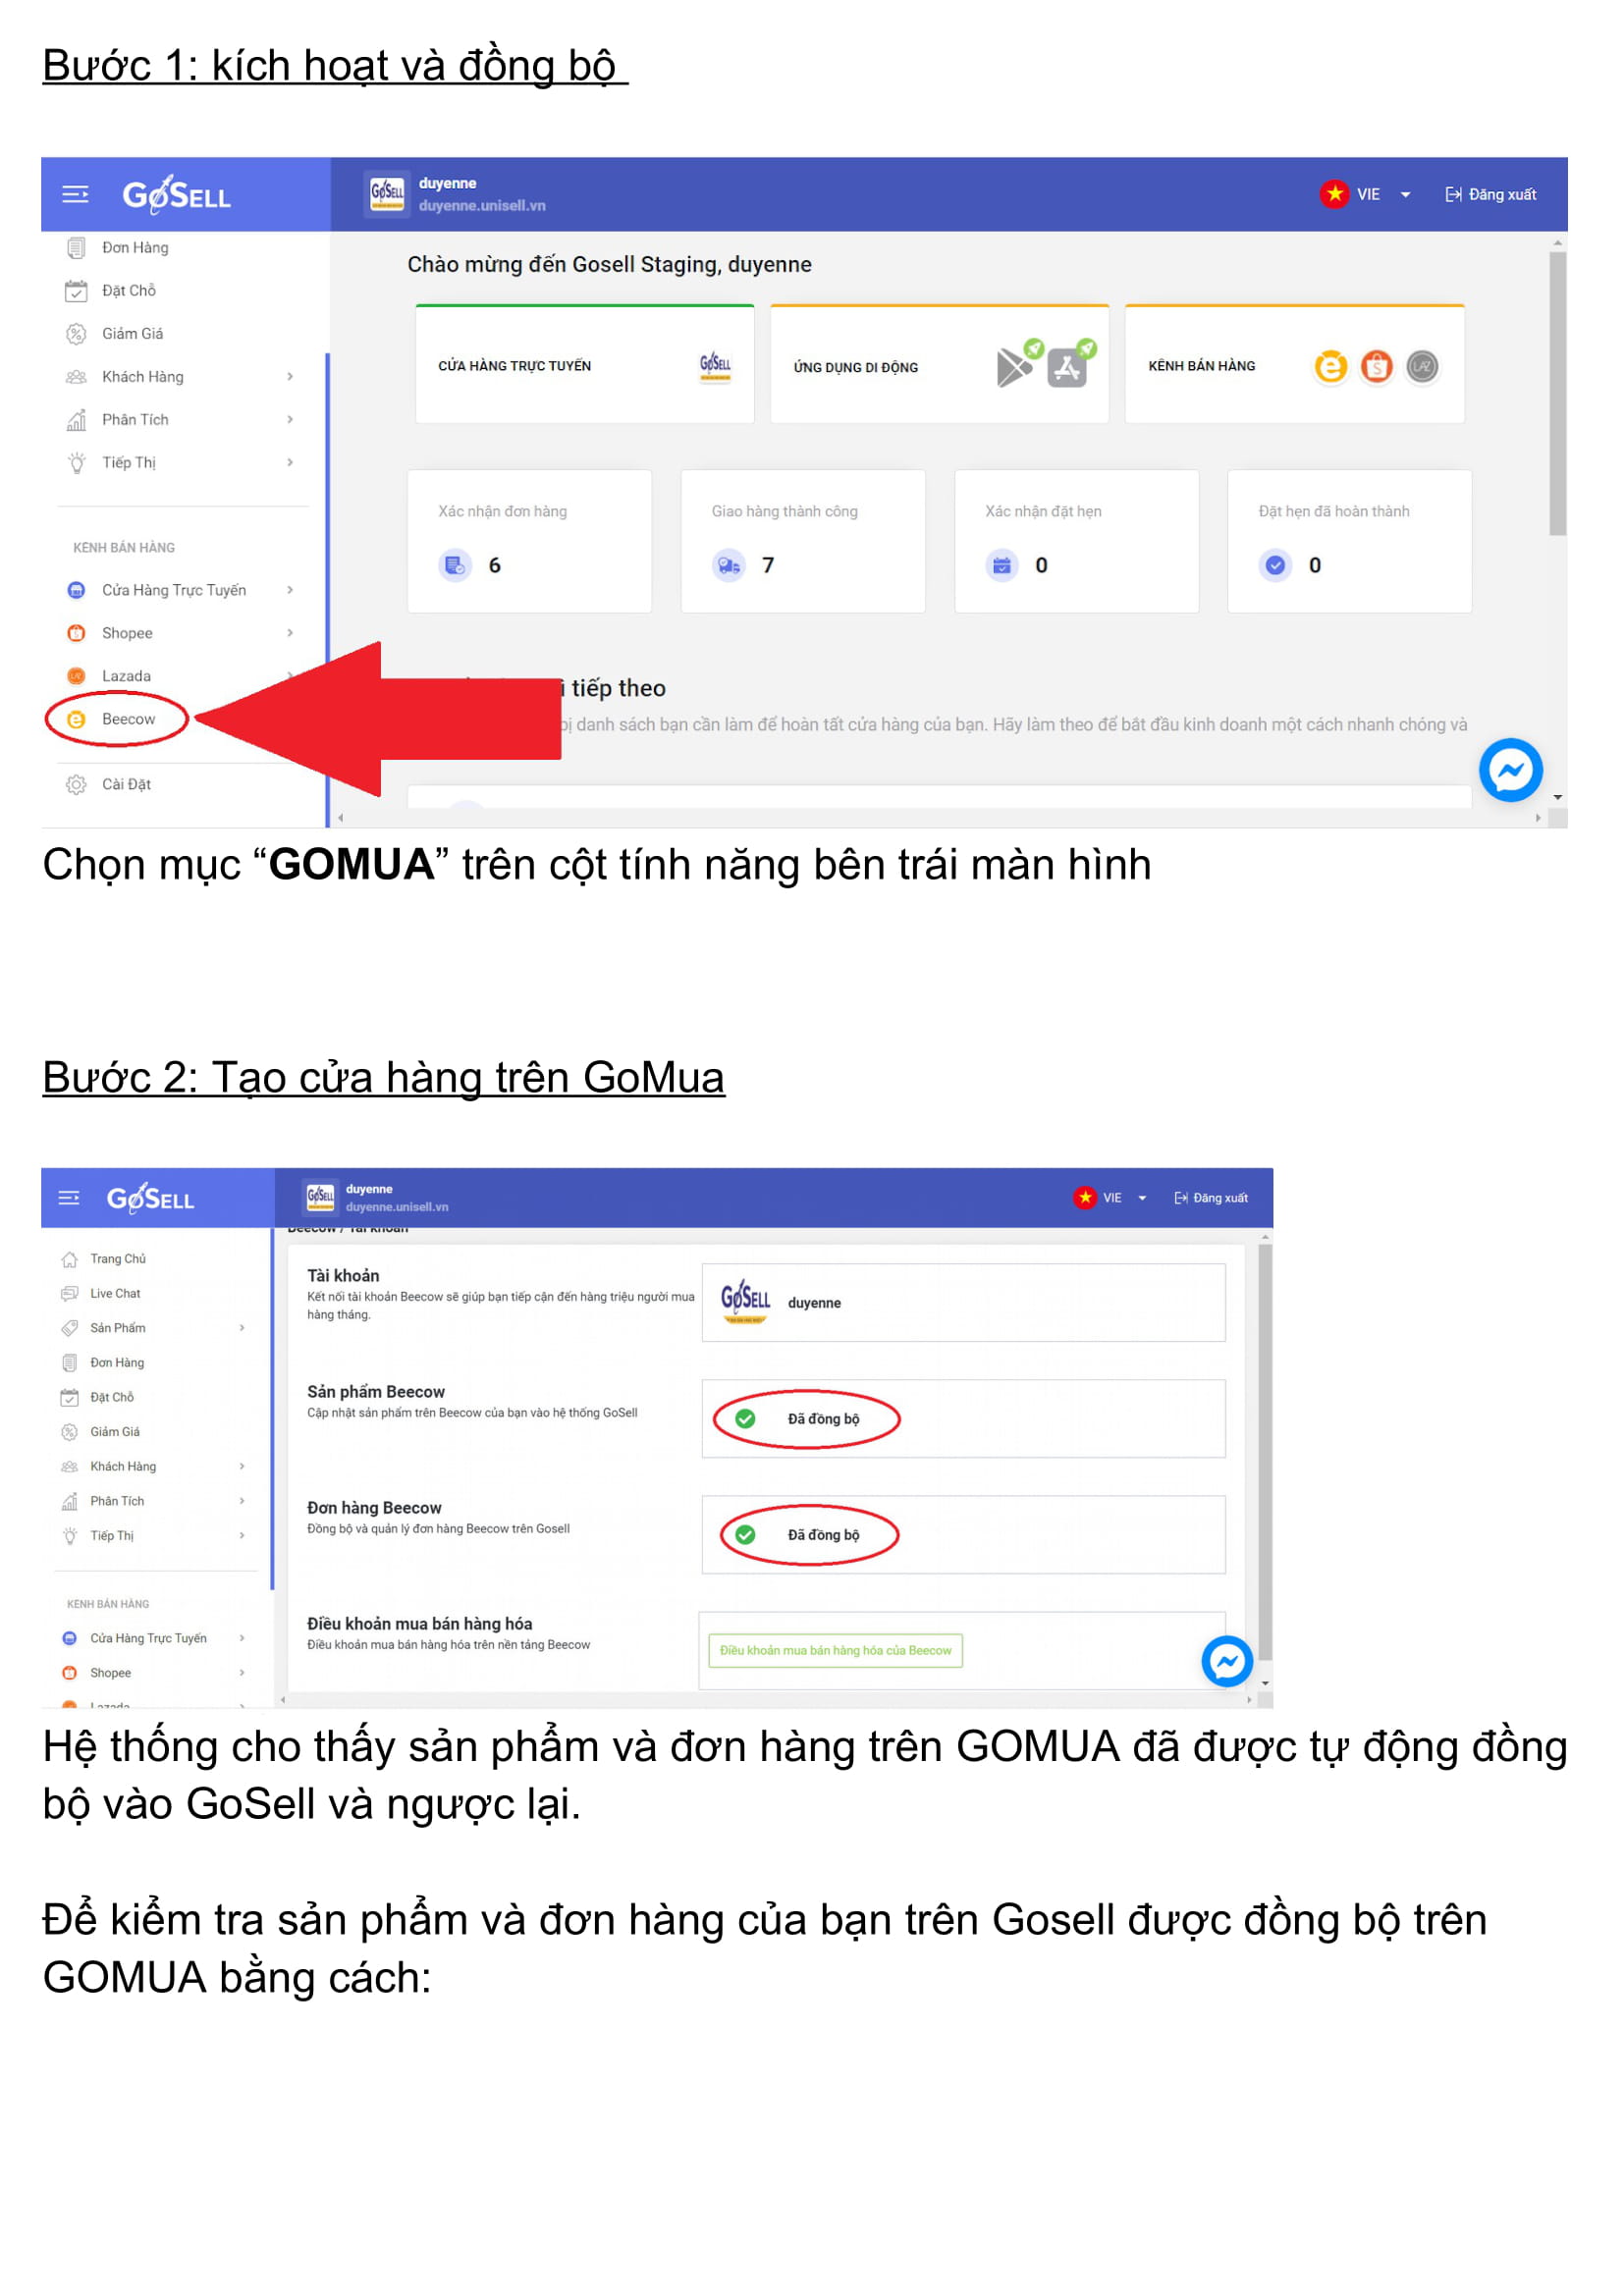 Bước 1: kích hoạt và đồng bộ
GoSELL
duyenne
duyenne.unisell.vn
VIE
Đăng xuất
Đơn Hàng
Đặt Chỗ
Giảm Giá
Khách Hàng
Phân Tích
Tiếp Thị
KÊNH BÁN HÀNG
Cửa Hàng Trực Tuyến
Shopee
Lazada
Beecow
Cài Đặt
Chào mừng đến Gosell Staging, duyenne
CỬA HÀNG TRỰC TUYẾN
GoSELL
ỨNG DỤNG DI ĐỘNG
KÊNH BÁN HÀNG
Xác nhận đơn hàng
6
Giao hàng thành công
7
Xác nhận đặt hẹn
0
Đặt hẹn đã hoàn thành
0
tiếp theo
danh sách bạn cần làm để hoàn tất cửa hàng của bạn. Hãy làm theo để bắt đầu kinh doanh một cách nhanh chóng và
Chọn mục “GOMUA” trên cột tính năng bên trái màn hình
Bước 2: Tạo cửa hàng trên GoMua
GoSELL
duyenne
duyenne.unisell.vn
VIE
Đăng xuất
Beecow / Tài khoản
Trang Chủ
Live Chat
Sản Phẩm
Đơn Hàng
Đặt Chỗ
Giảm Giá
Khách Hàng
Phân Tích
Tiếp Thị
KÊNH BÁN HÀNG
Cửa Hàng Trực Tuyến
Shopee
Lazada
Tài khoản
Kết nối tài khoản Beecow sẽ giúp bạn tiếp cận đến hàng triệu người mua
hàng tháng.
GoSELL
duyenne
Sản phẩm Beecow
Cập nhật sản phẩm trên Beecow của bạn vào hệ thống GoSell
Đã đồng bộ
Đơn hàng Beecow
Đồng bộ và quản lý đơn hàng Beecow trên Gosell
Đã đồng bộ
Điều khoản mua bán hàng hóa
Điều khoản mua bán hàng hóa trên nền tảng Beecow
Điều khoản mua bán hàng hóa của Beecow
Hệ thống cho thấy sản phẩm và đơn hàng trên GOMUA đã được tự động đồng
bộ vào GoSell và ngược lại.
Để kiểm tra sản phẩm và đơn hàng của bạn trên Gosell được đồng bộ trên
GOMUA bằng cách: